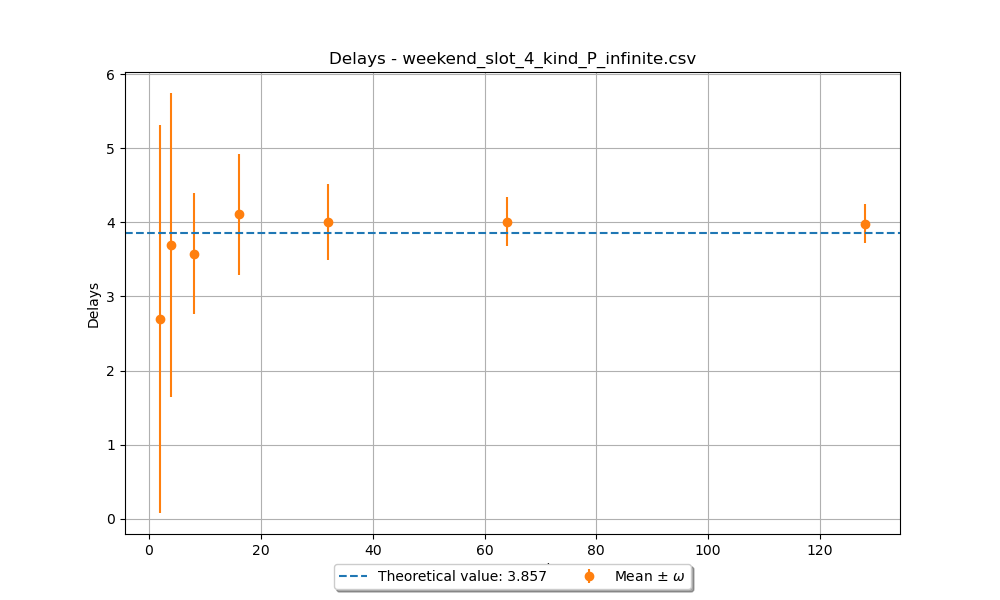 Delays - weekend_slot_4_kind_P_infinite.csv
6
5
4
3
2
1
0
Delays
0 20 40 60 80 100 120
Theoretical value: 3.857 Mean ± ω